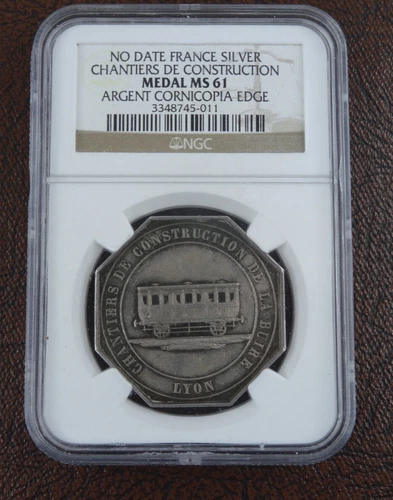 NO DATE FRANCE SILVER
CHANTIERS DE CONSTRUCTION
MEDAL MS 61
ARGENT CORNICOPIA EDGE
3348745-011
NGC
CHANTIERS DE CONSTRUCTION DE LA BUIRE
LYON